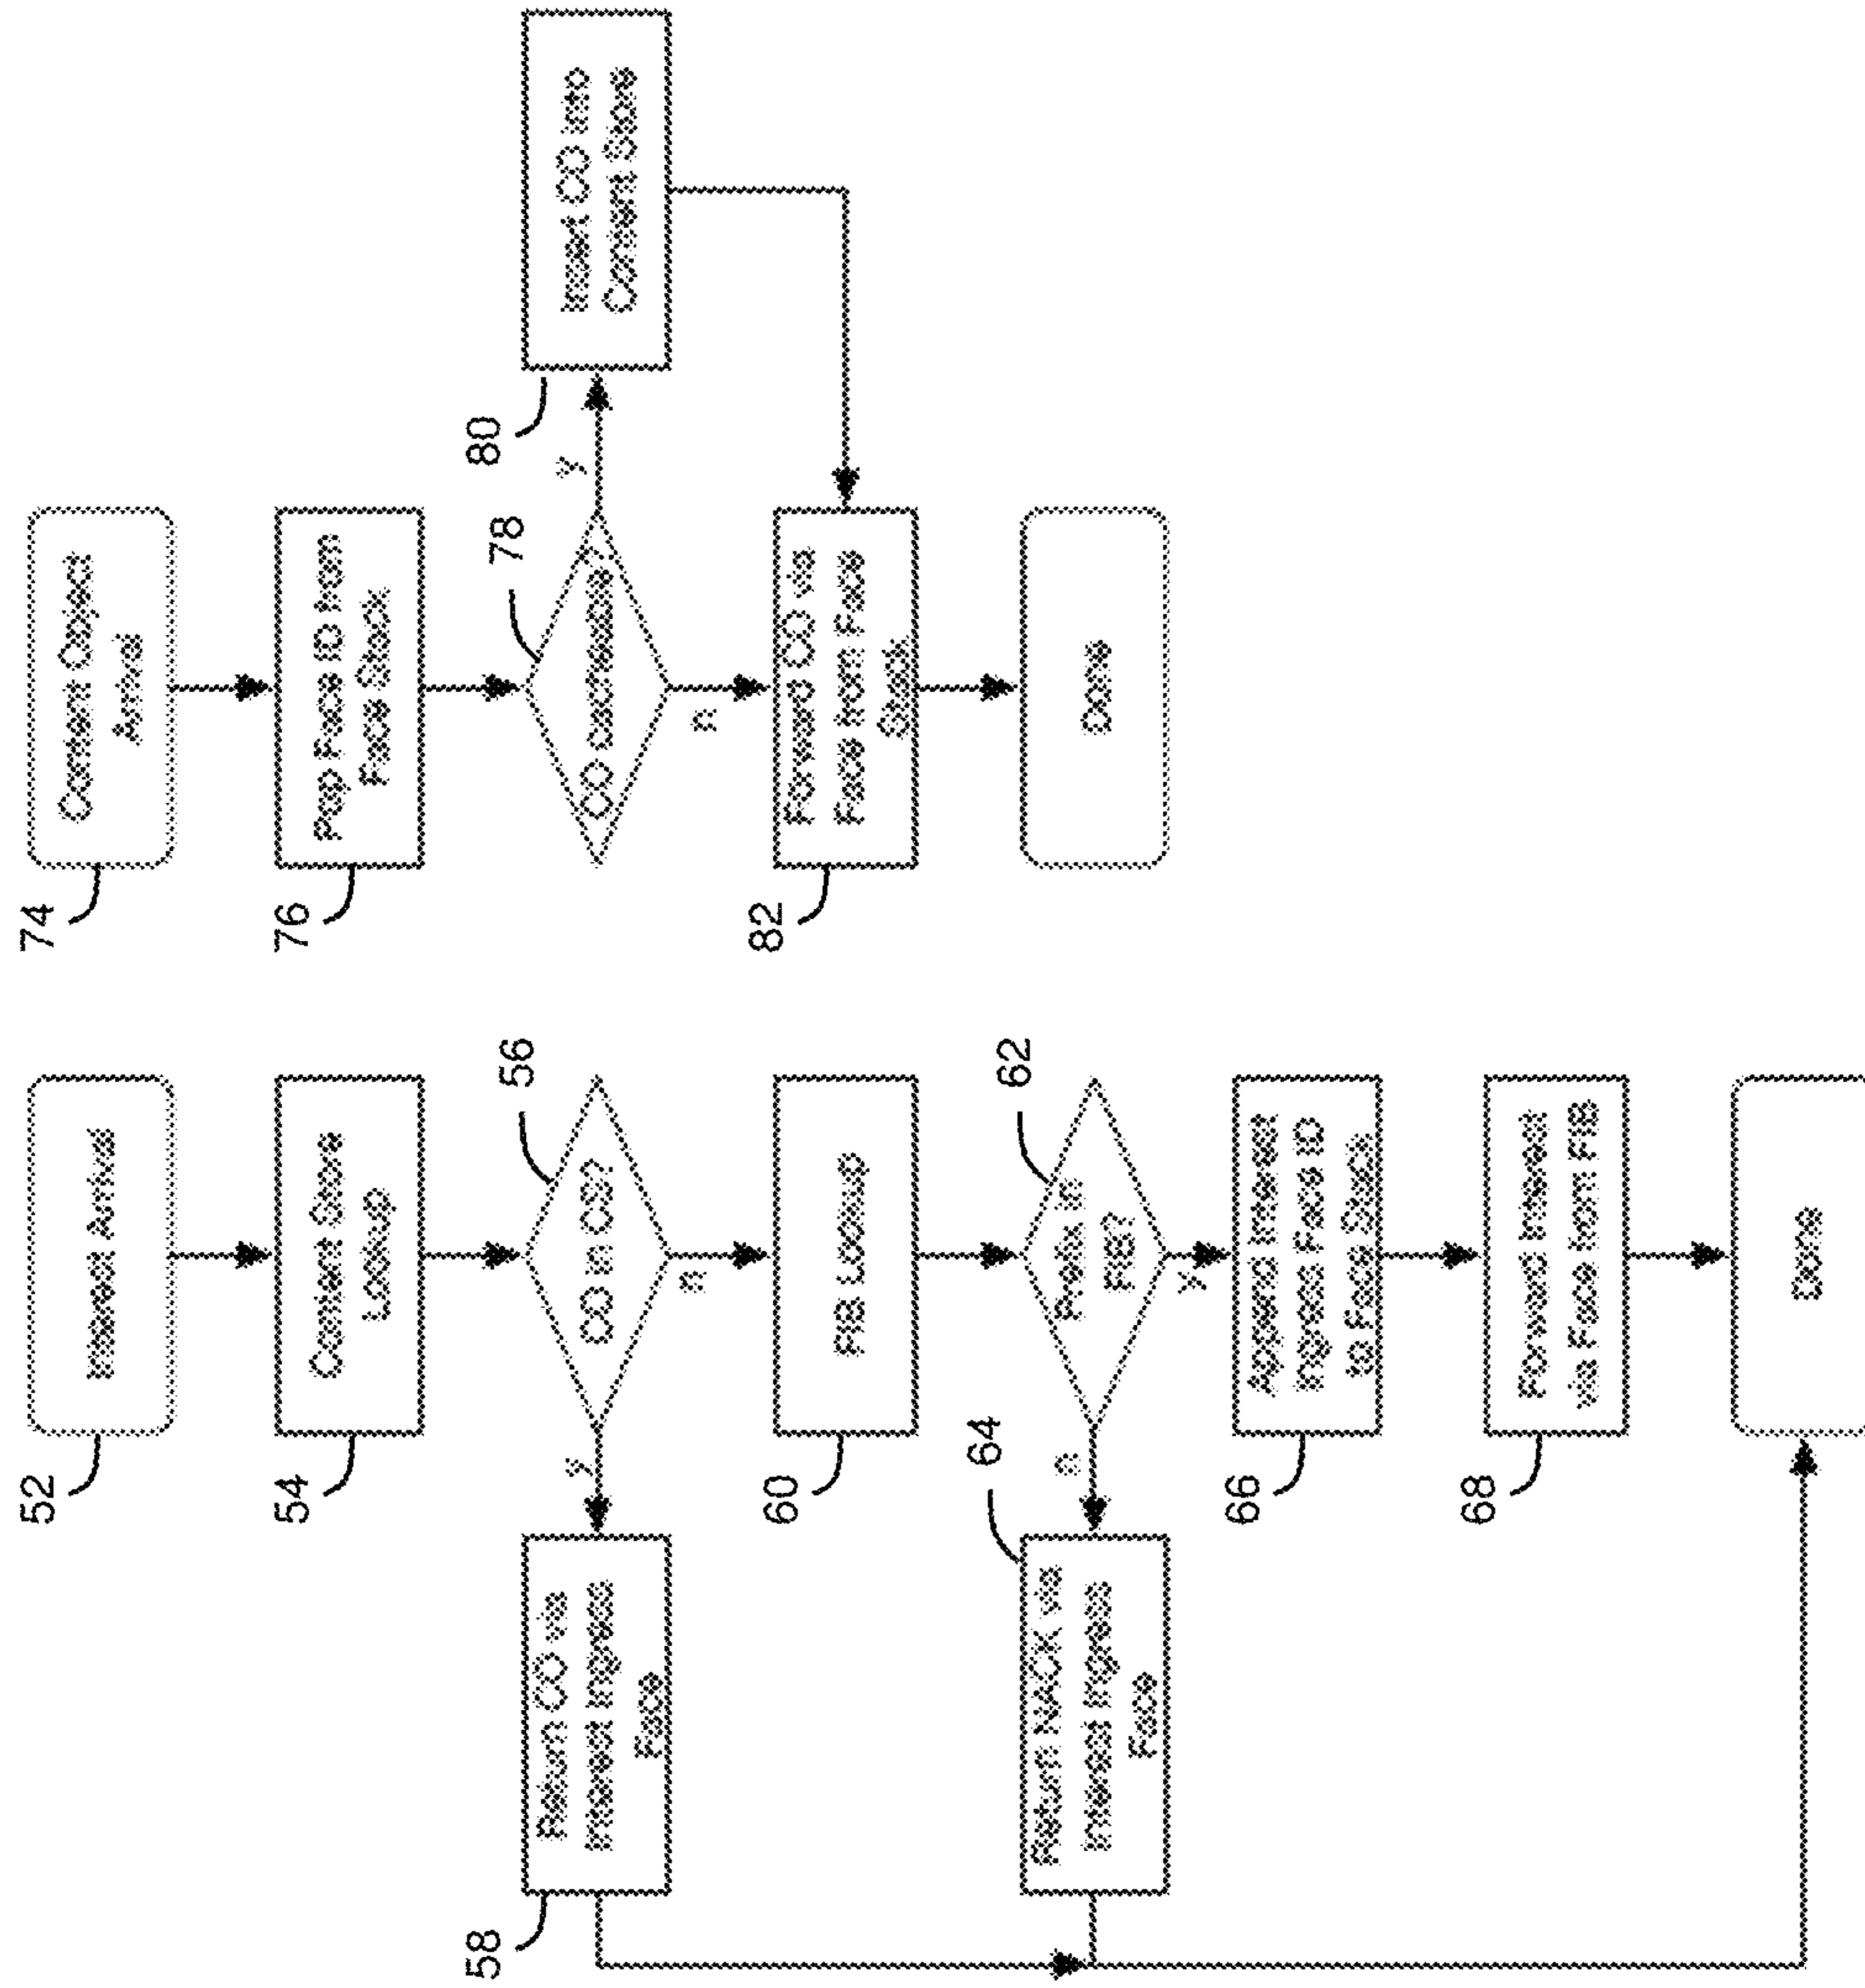 52
Interest Arrival
54
Content Store
Lookup
56
CO in CS?
y
n
58
Return CO via
Interest Ingress
Face
60
FIB Lookup
62
Prefix in
FIB?
n
y
64
Return NACK via
Interest Ingress
Face
66
Append Interest
Ingress Face ID
to Face Stack
68
Forward Interest
via Face from FIB
Done
74
Content Object
Arrival
76
Pop Face ID from
Face Stack
78
CO cacheable?
y
n
80
Insert CO into
Content Store
82
Forward CO via
Face from Face
Stack
Done